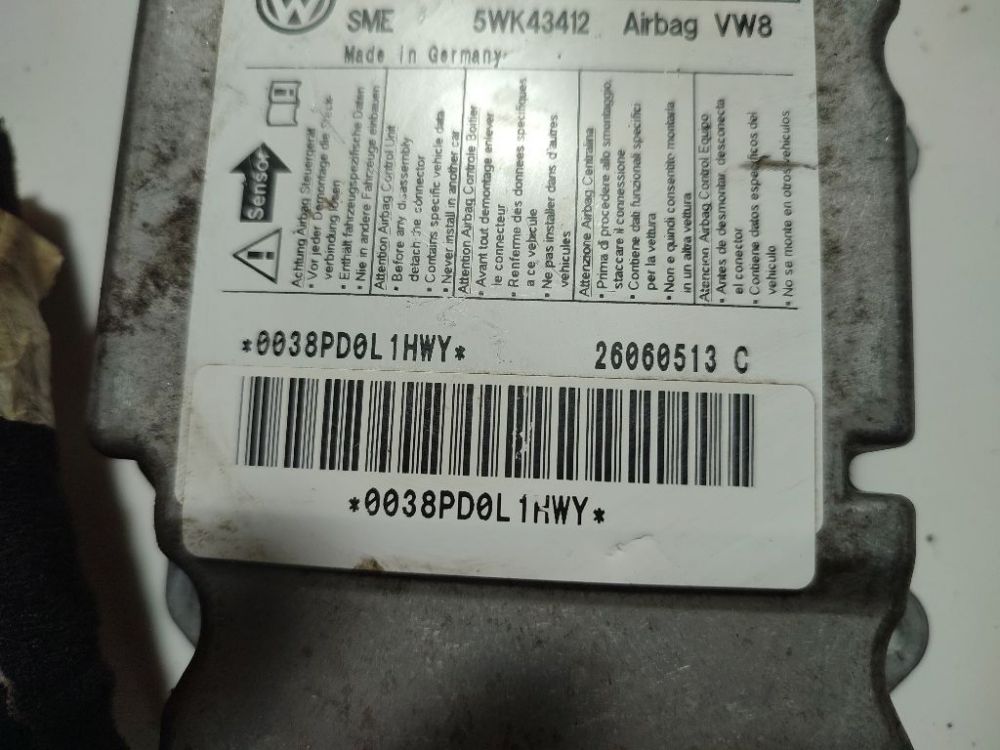 SME 5WK43412 Airbag VW8
Made in Germany
Sensor
Achtung Airbag Steuergerat
• Vor jeder Demontage die Steck-
verbindung lösen
• Enthält fahrzeugspezifische Daten
• Nie in andere Fahrzeuge einbauen
Attention Airbag Control Unit
• Before any disassembly
detach the connector
• Contains specific vehicle data
• Never install in another car
Attention Airbag Controle Boitier
• Avant tout demontage enlever
le connecteur
• Renferme des donnees specifiques
a ce vehicule
• Ne pas installer dans d'autres
vehicules
Attenzione Airbag Centralina
• Prima di procedere allo smontaggio,
staccare il connessione
• Contiene dati funzionali specifici
per la vettura
• Non e quindi consentito montarla
in un altra vettura
Atencino Airbag Control Equipo
• Antes de desmontar, desconecta
el conector
• Contiene datos especificos del
vehiculo
• No se monte en otros vehiculos
*0038PD0L1HWY* 26060513 C
*0038PD0L1HWY*